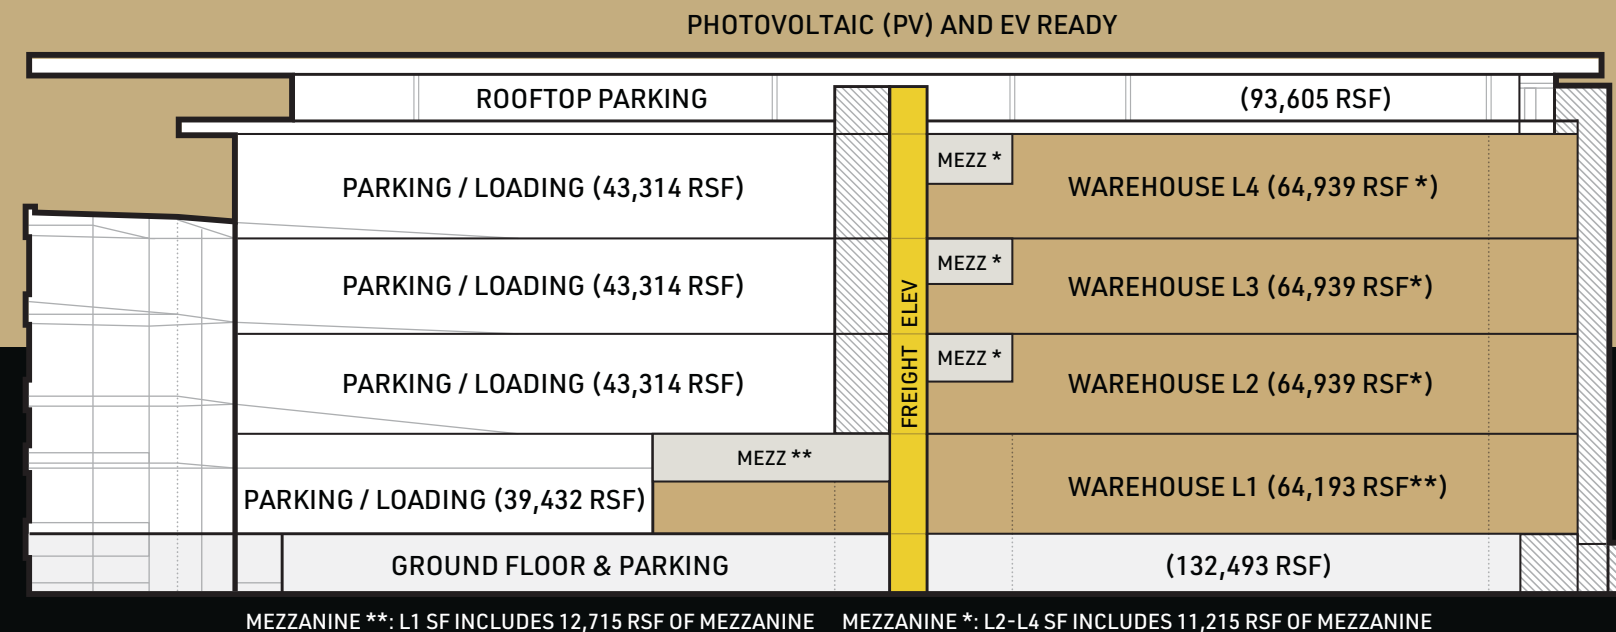 PHOTOVOLTAIC (PV) AND EV READY
ROOFTOP PARKING (93,605 RSF)
MEZZ *
PARKING / LOADING (43,314 RSF) WAREHOUSE L4 (64,939 RSF *)
MEZZ *
PARKING / LOADING (43,314 RSF) WAREHOUSE L3 (64,939 RSF*)
FREIGHT ELEV
MEZZ *
PARKING / LOADING (43,314 RSF) WAREHOUSE L2 (64,939 RSF*)
MEZZ **
PARKING / LOADING (39,432 RSF) WAREHOUSE L1 (64,193 RSF**)
GROUND FLOOR & PARKING (132,493 RSF)
MEZZANINE **: L1 SF INCLUDES 12,715 RSF OF MEZZANINE MEZZANINE *: L2-L4 SF INCLUDES 11,215 RSF OF MEZZANINE